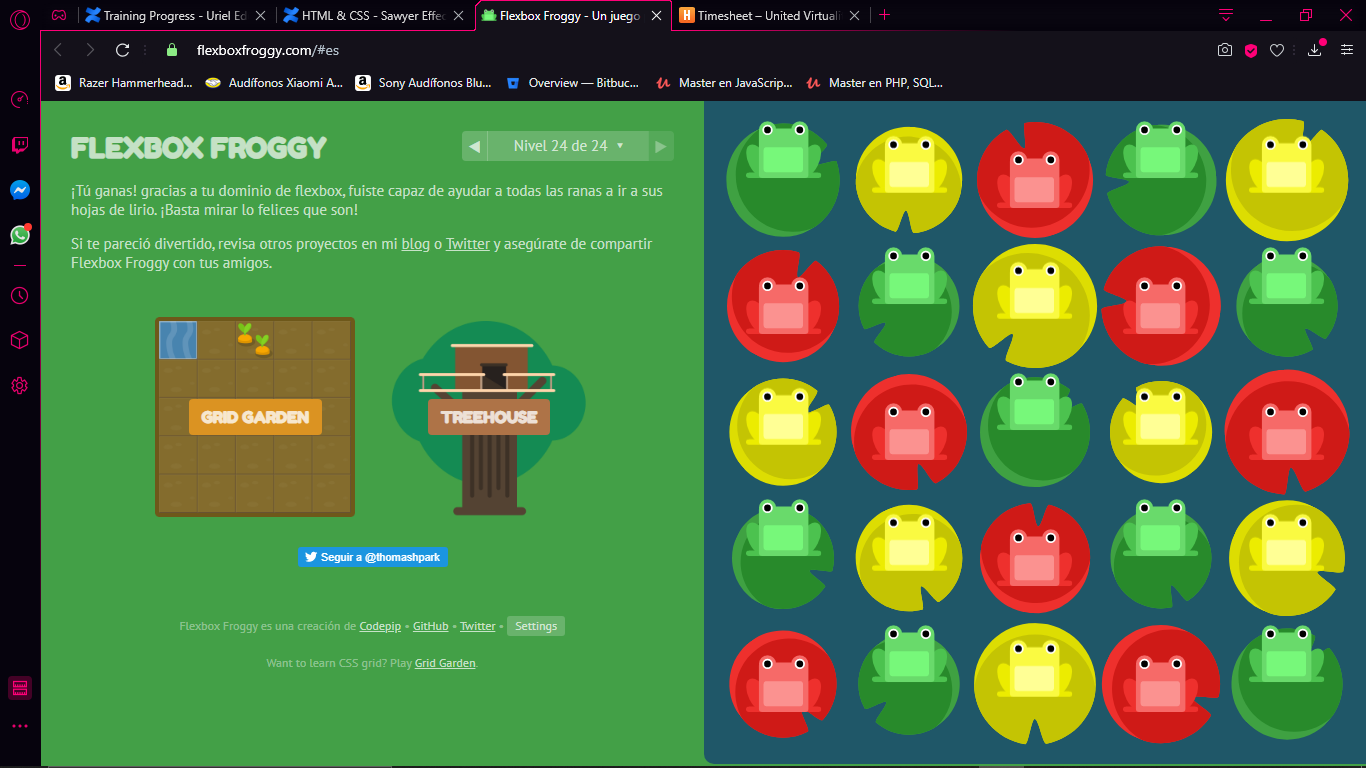 Training Progress - Uriel Ed
HTML & CSS - Sawyer Effec
Flexbox Froggy - Un juego
Timesheet – United Virtuali
flexboxfroggy.com/#es
Razer Hammerhead...
Audífonos Xiaomi A...
Sony Audífonos Blu...
Overview — Bitbuc...
Master en JavaScrip...
Master en PHP, SQL...
FLEXBOX FROGGY
Nivel 24 de 24
¡Tú ganas! gracias a tu dominio de flexbox, fuiste capaz de ayudar a todas las ranas a ir a sus
hojas de lirio. ¡Basta mirar lo felices que son!
Si te pareció divertido, revisa otros proyectos en mi blog o Twitter y asegúrate de compartir
Flexbox Froggy con tus amigos.
GRID GARDEN
TREEHOUSE
Seguir a @thomashpark
Flexbox Froggy es una creación de Codepip • GitHub • Twitter • Settings
Want to learn CSS grid? Play Grid Garden.